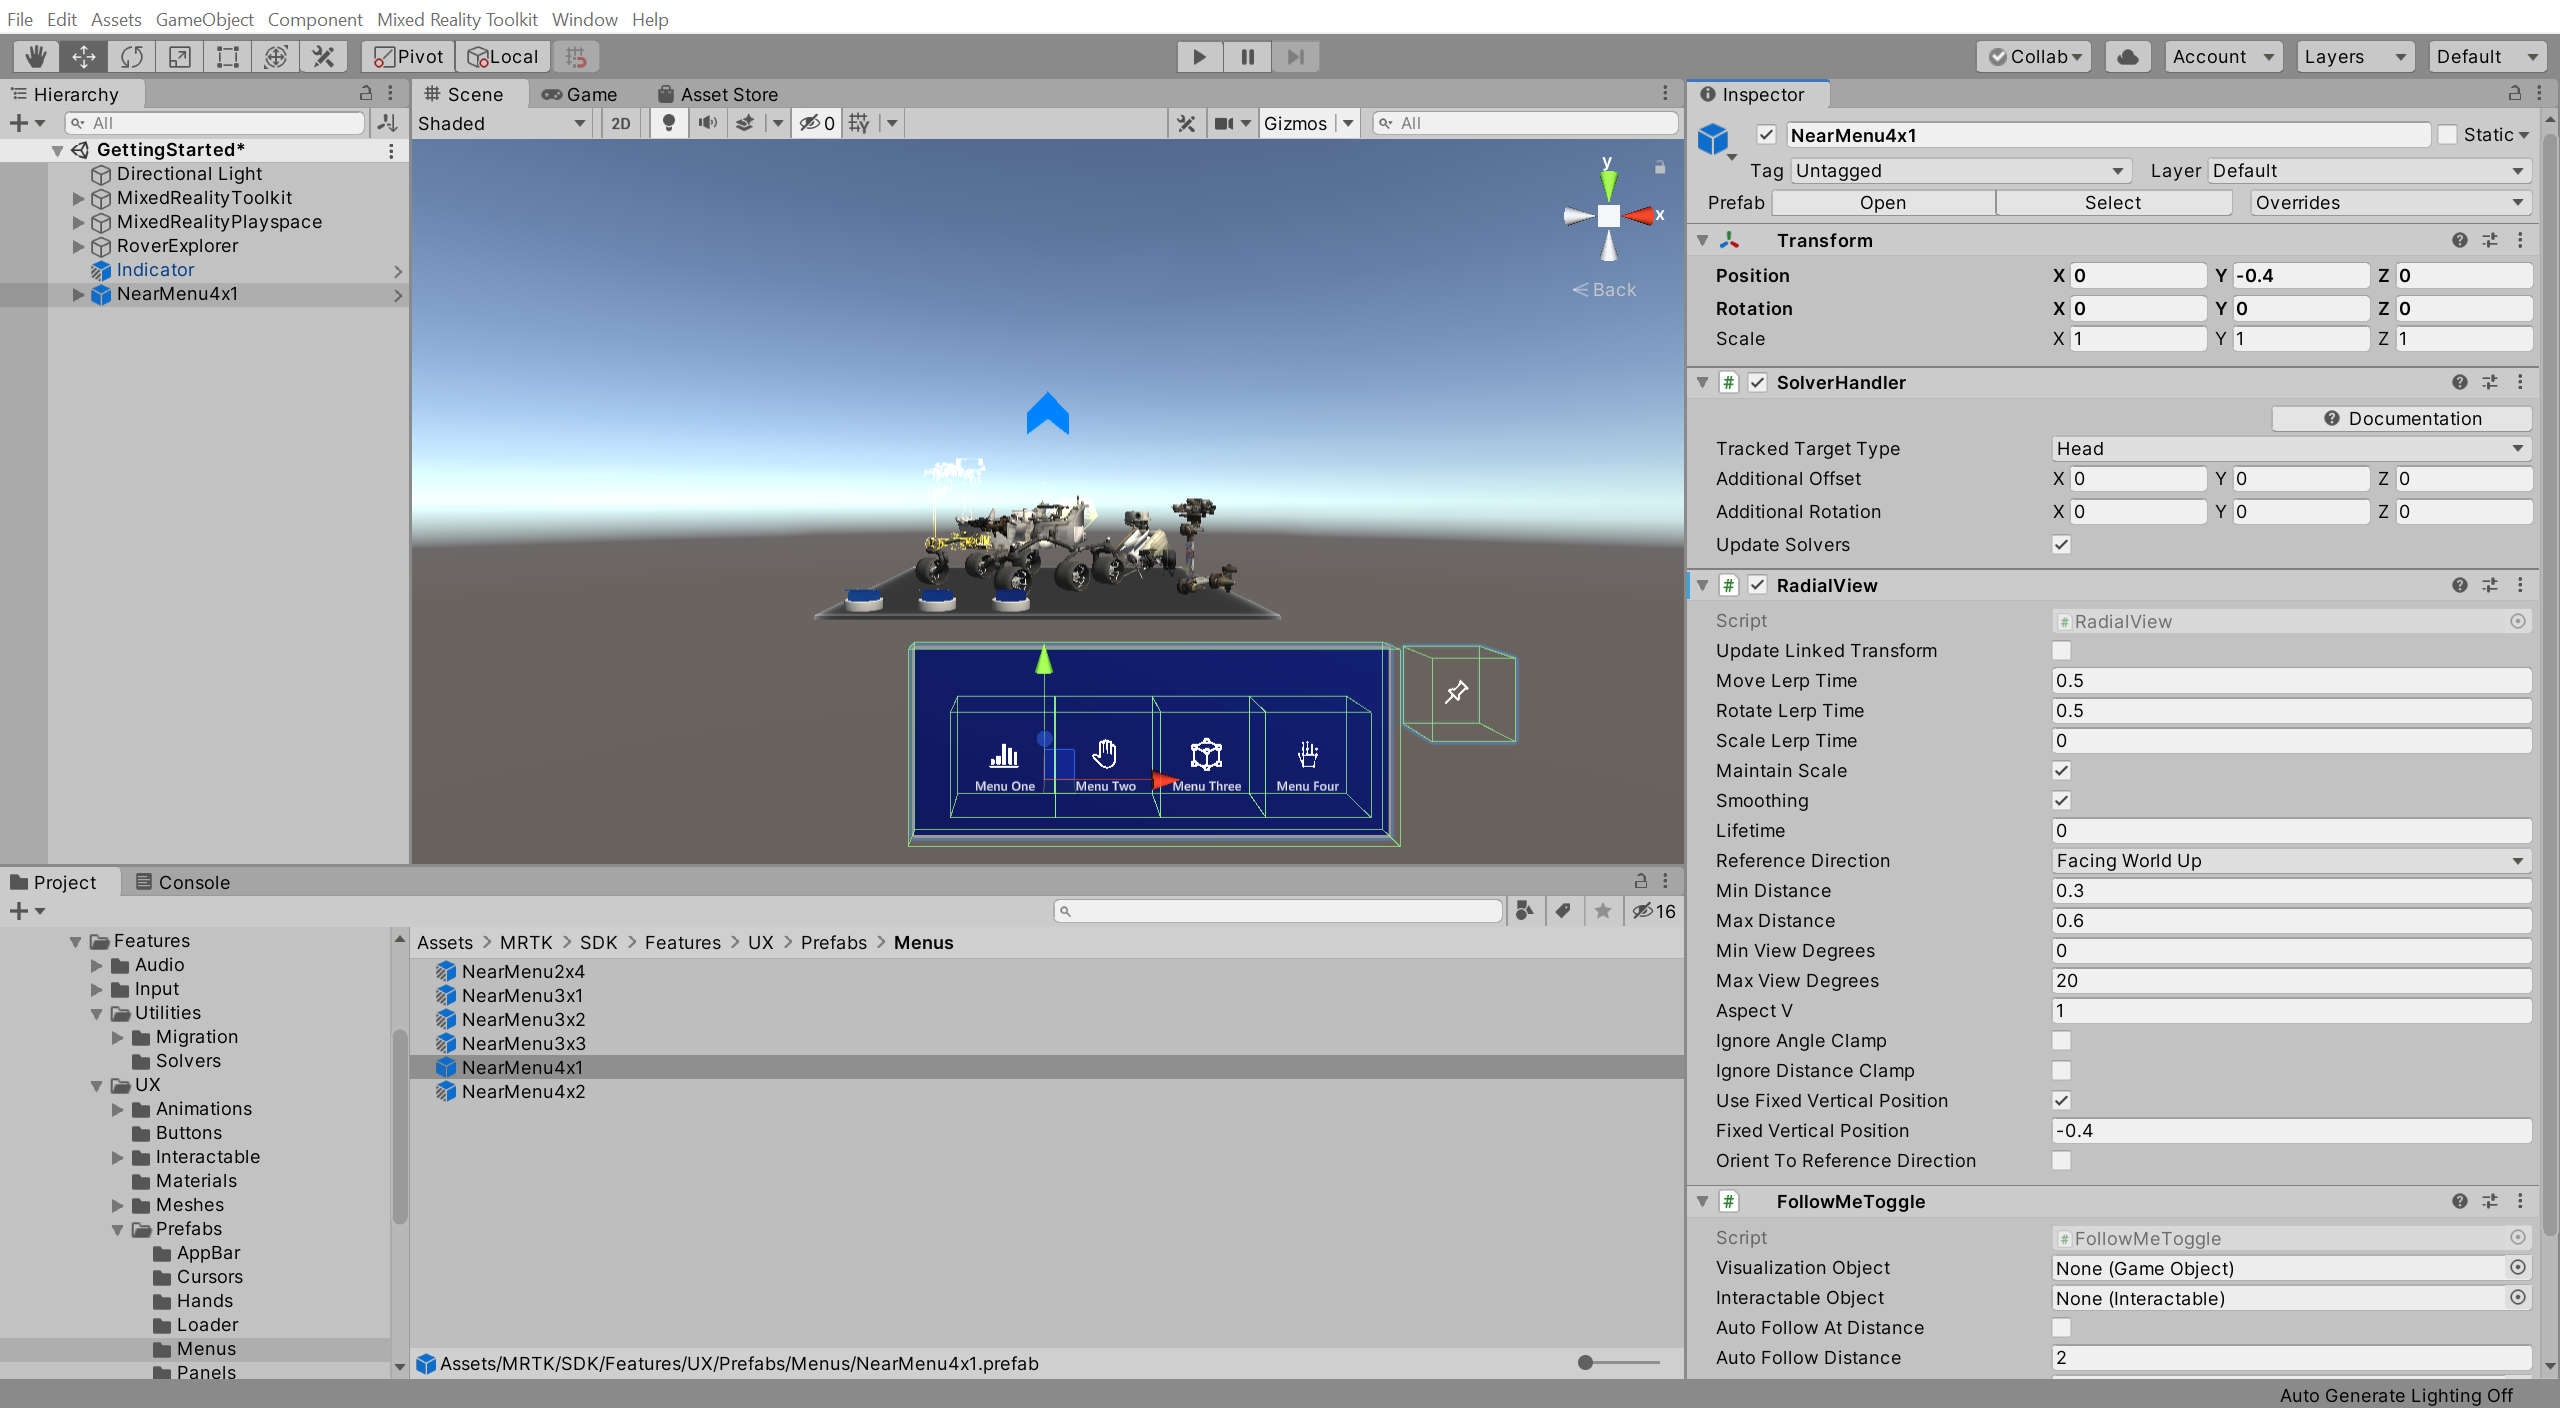 File Edit Assets GameObject Component Mixed Reality Toolkit Window Help
Pivot Local Collab Account Layers Default
Hierarchy
All
GettingStarted*
Directional Light
MixedRealityToolkit
MixedRealityPlayspace
RoverExplorer
Indicator
NearMenu4x1
Scene Game Asset Store
Shaded 2D 0 Gizmos All
y
x
Back
Menu One Menu Two Menu Three Menu Four
Project Console
16
Features
Audio
Input
Utilities
Migration
Solvers
UX
Animations
Buttons
Interactable
Materials
Meshes
Prefabs
AppBar
Cursors
Hands
Loader
Menus
Panels
Assets > MRTK > SDK > Features > UX > Prefabs > Menus
NearMenu2x4
NearMenu3x1
NearMenu3x2
NearMenu3x3
NearMenu4x1
NearMenu4x2
Assets/MRTK/SDK/Features/UX/Prefabs/Menus/NearMenu4x1.prefab
Inspector
NearMenu4x1 Static
Tag Untagged Layer Default
Prefab Open Select Overrides
Transform
Position X 0 Y -0.4 Z 0
Rotation X 0 Y 0 Z 0
Scale X 1 Y 1 Z 1
# SolverHandler
Documentation
Tracked Target Type Head
Additional Offset X 0 Y 0 Z 0
Additional Rotation X 0 Y 0 Z 0
Update Solvers
# RadialView
Script # RadialView
Update Linked Transform
Move Lerp Time 0.5
Rotate Lerp Time 0.5
Scale Lerp Time 0
Maintain Scale
Smoothing
Lifetime 0
Reference Direction Facing World Up
Min Distance 0.3
Max Distance 0.6
Min View Degrees 0
Max View Degrees 20
Aspect V 1
Ignore Angle Clamp
Ignore Distance Clamp
Use Fixed Vertical Position
Fixed Vertical Position -0.4
Orient To Reference Direction
# FollowMeToggle
Script # FollowMeToggle
Visualization Object None (Game Object)
Interactable Object None (Interactable)
Auto Follow At Distance
Auto Follow Distance 2
Auto Generate Lighting Off